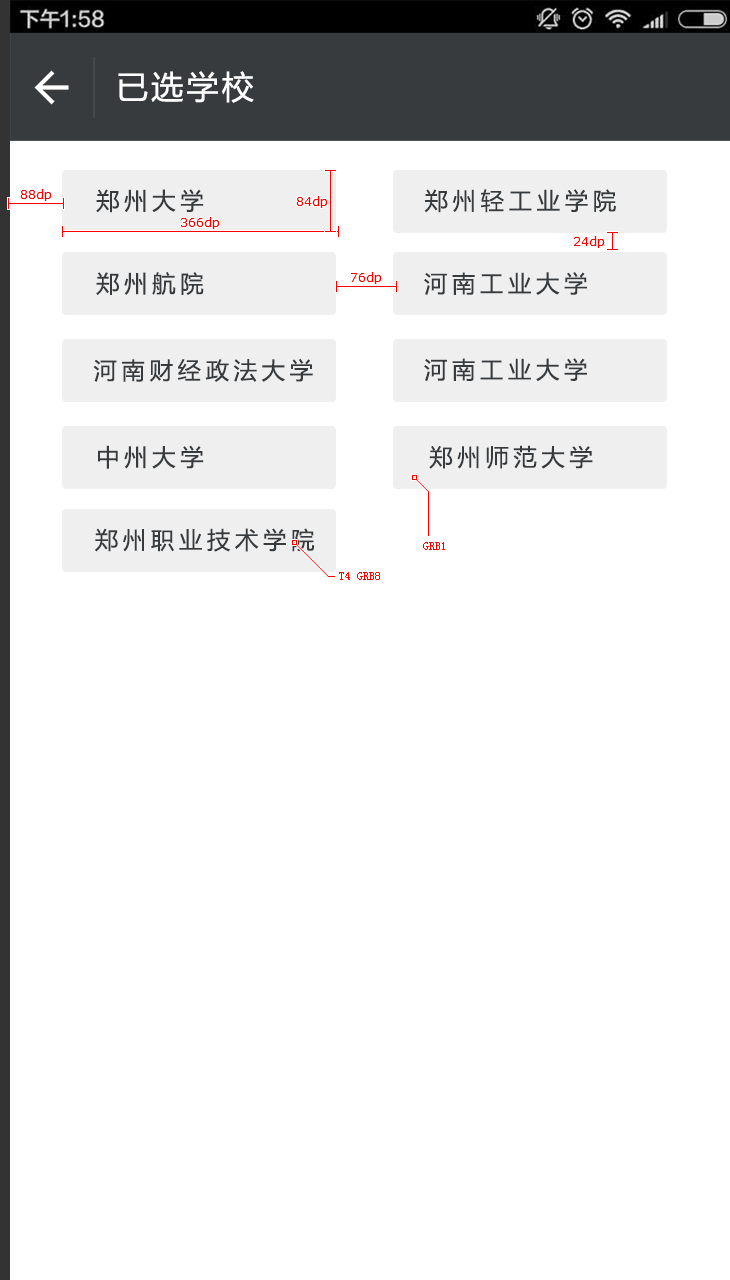 下午1:58
已选学校
88dp
郑州大学
84dp
366dp
郑州轻工业学院
24dp
郑州航院
76dp
河南工业大学
河南财经政法大学
河南工业大学
中州大学
郑州师范大学
GRB1
郑州职业技术学院
T4 GRB8